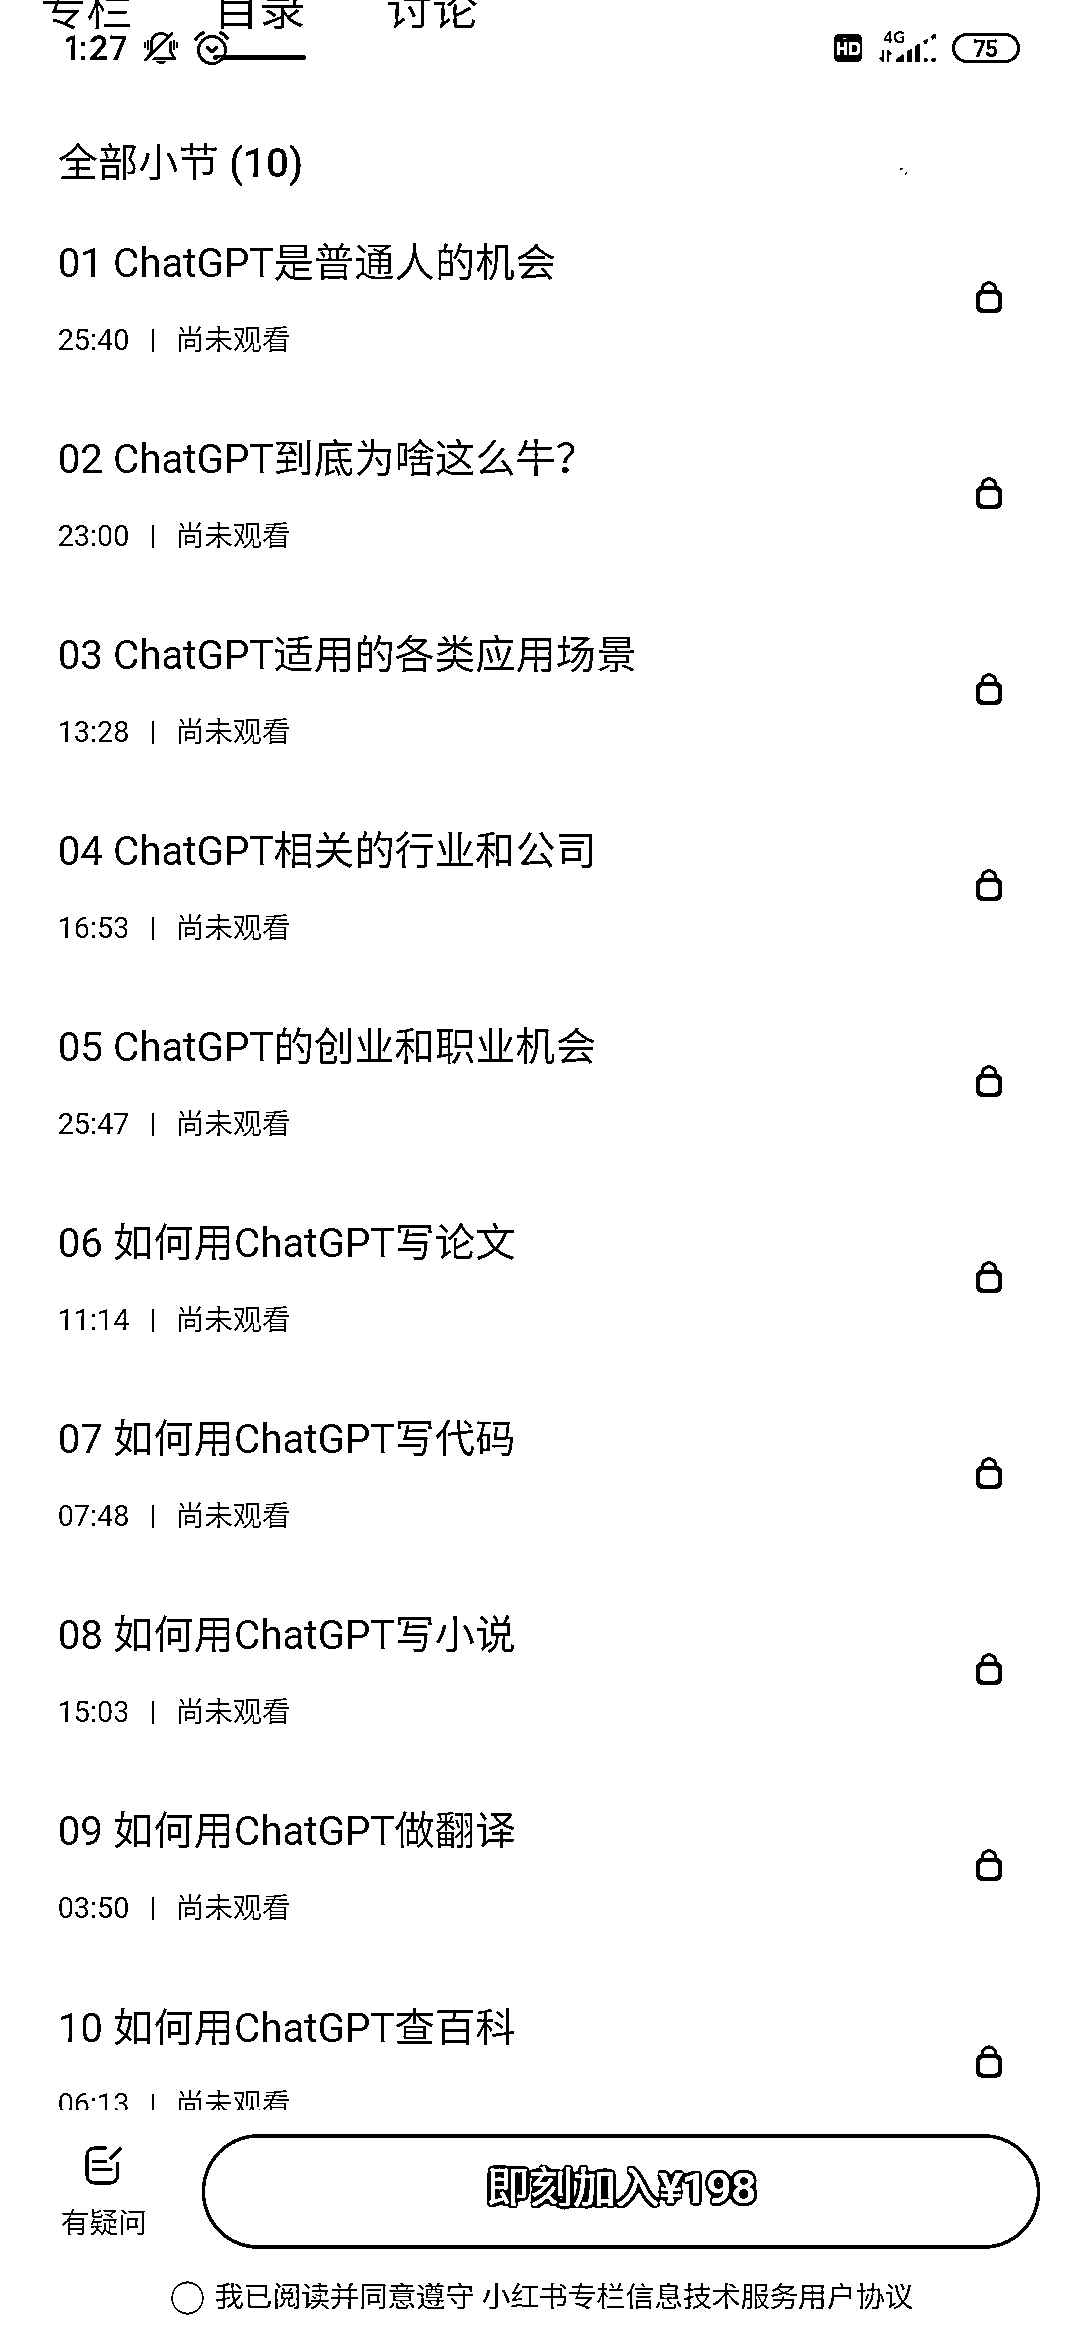 专栏 目录 讨论
1:27 HD 4G 75
全部小节 (10)
01 ChatGPT是普通人的机会
25:40 | 尚未观看
02 ChatGPT到底为啥这么牛?
23:00 | 尚未观看
03 ChatGPT适用的各类应用场景
13:28 | 尚未观看
04 ChatGPT相关的行业和公司
16:53 | 尚未观看
05 ChatGPT的创业和职业机会
25:47 | 尚未观看
06 如何用ChatGPT写论文
11:14 | 尚未观看
07 如何用ChatGPT写代码
07:48 | 尚未观看
08 如何用ChatGPT写小说
15:03 | 尚未观看
09 如何用ChatGPT做翻译
03:50 | 尚未观看
10 如何用ChatGPT查百科
06:13 | 尚未观看
有疑问
即刻加入¥198
我已阅读并同意遵守 小红书专栏信息技术服务用户协议